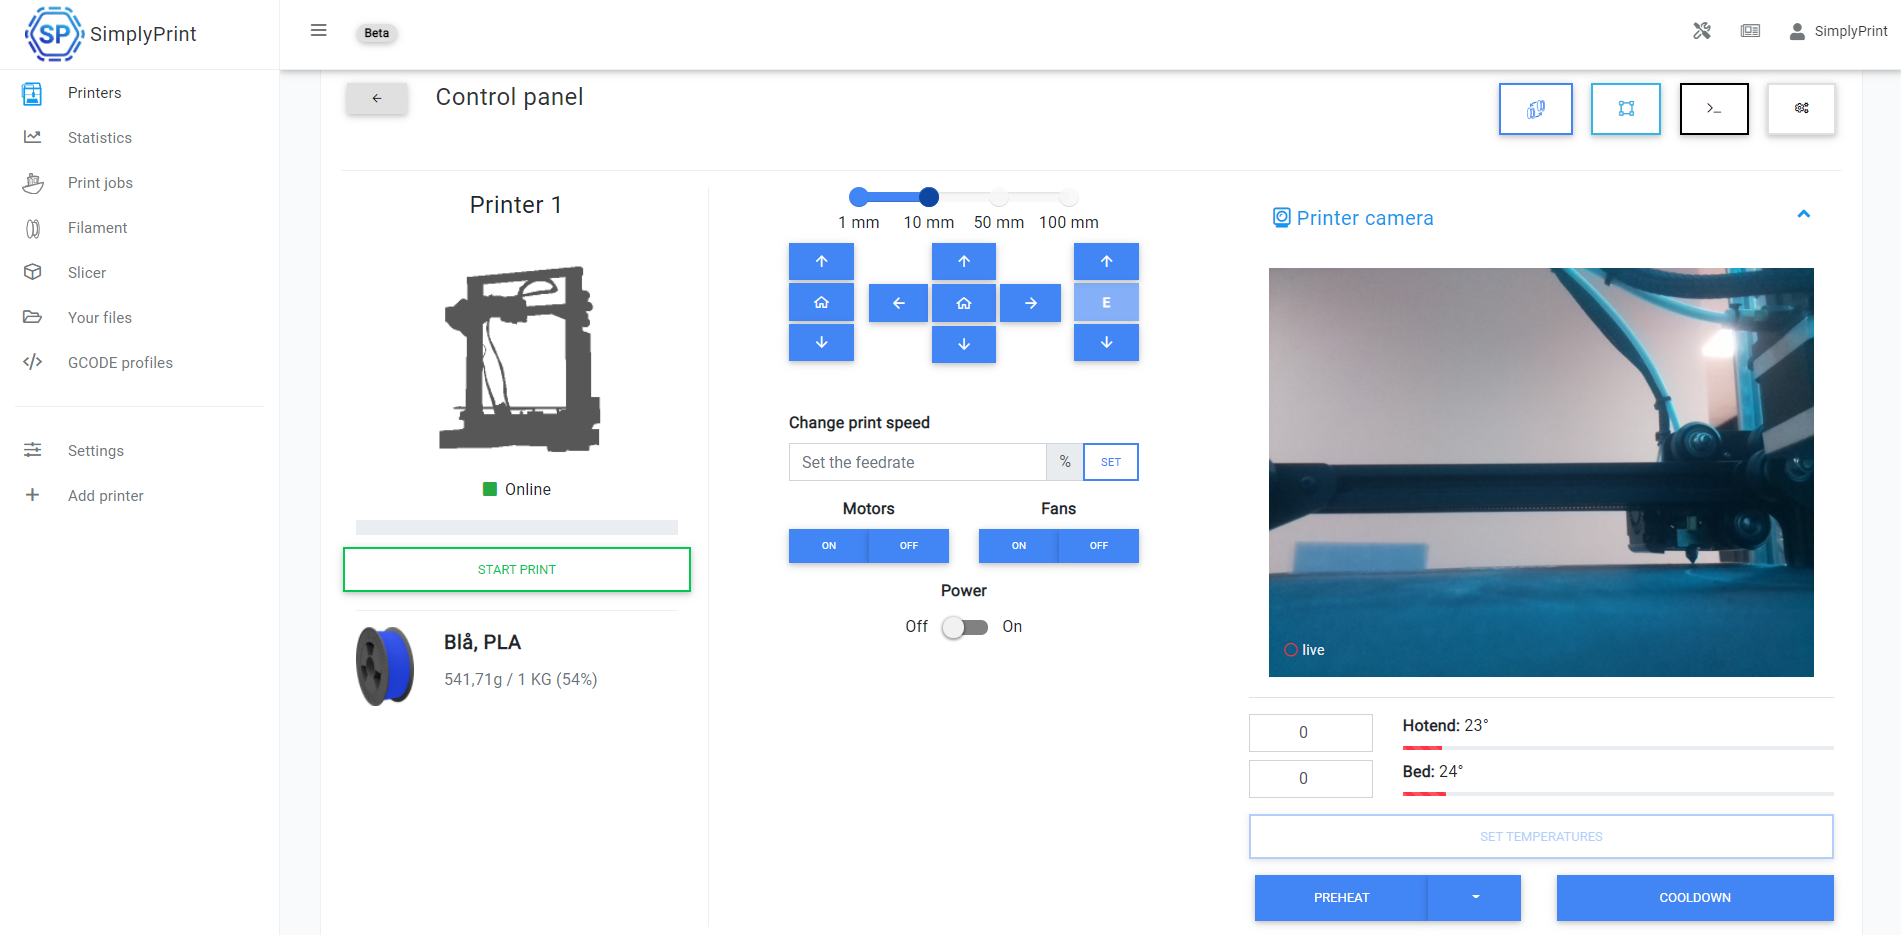 SP SimplyPrint
Beta
SimplyPrint
Printers
Statistics
Print jobs
Filament
Slicer
Your files
GCODE profiles
Settings
Add printer
Control panel
>_
Printer 1
Online
START PRINT
Blå, PLA
541,71g / 1 KG (54%)
1 mm 10 mm 50 mm 100 mm
E
Change print speed
Set the feedrate % SET
Motors Fans
ON OFF ON OFF
Power
Off On
Printer camera
live
0 Hotend: 23°
0 Bed: 24°
SET TEMPERATURES
PREHEAT COOLDOWN